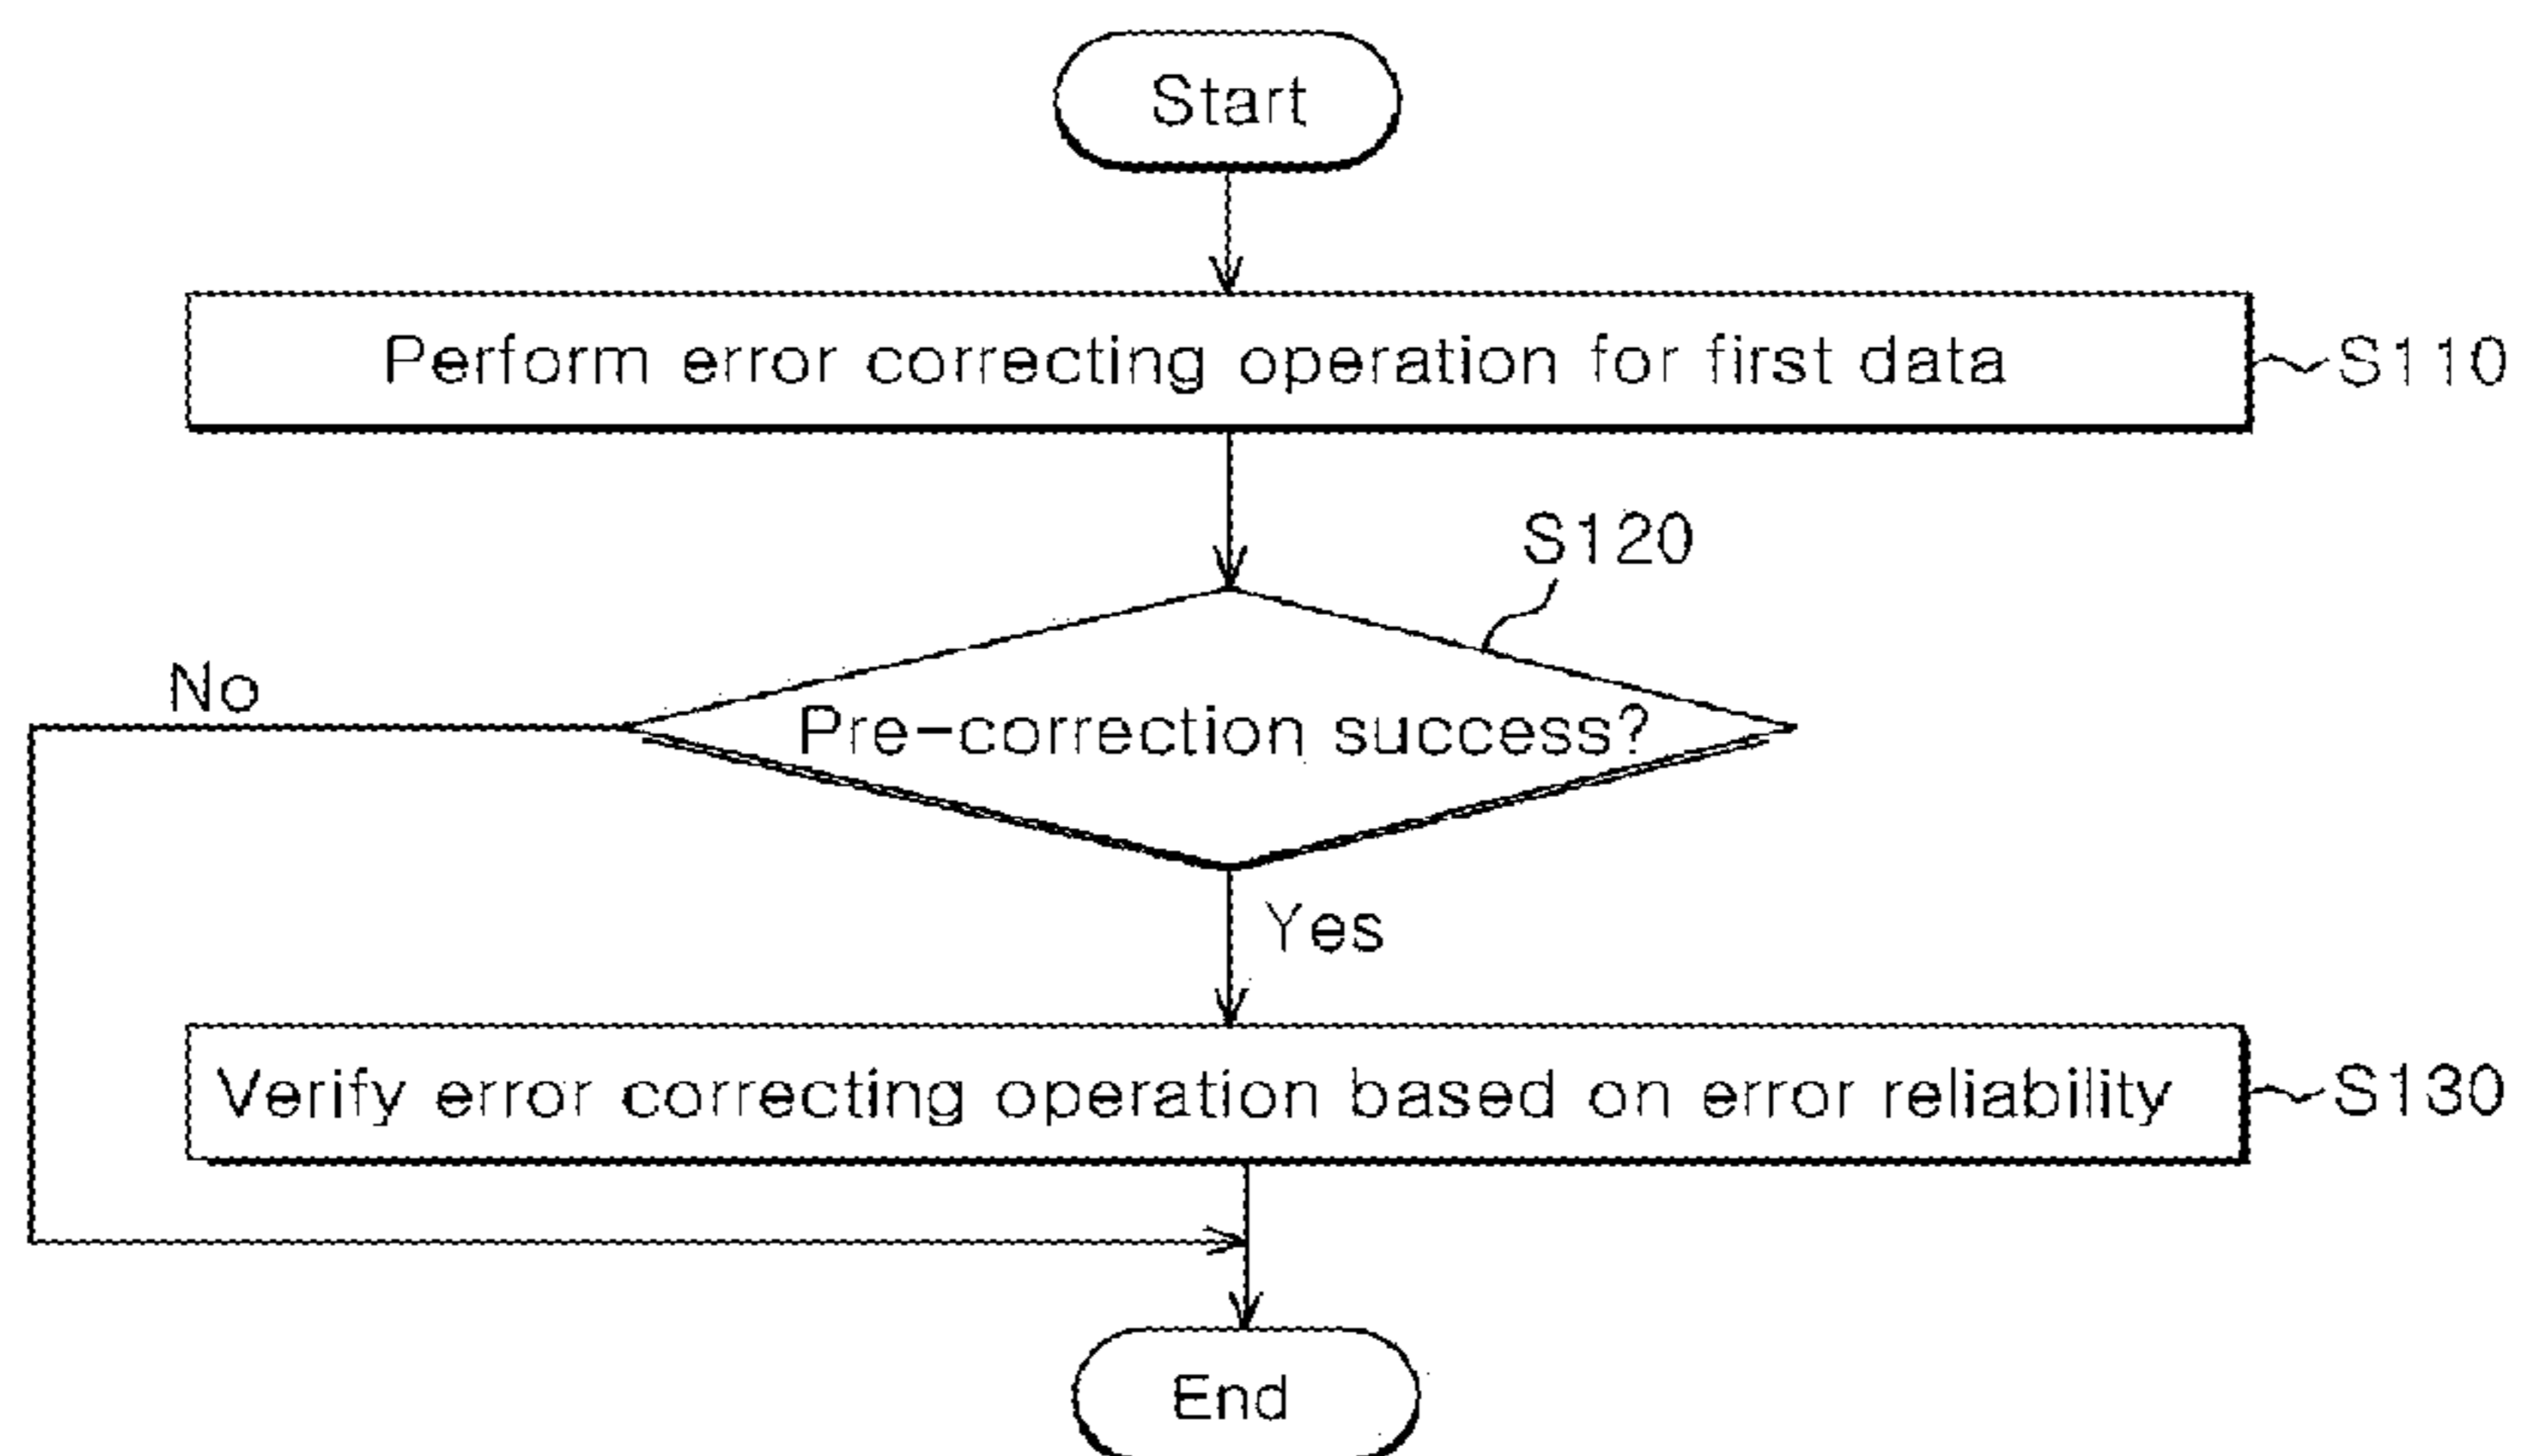 Start
Perform error correcting operation for first data
S110
S120
No
Pre-correction success?
Yes
Verify error correcting operation based on error reliability
S130
End